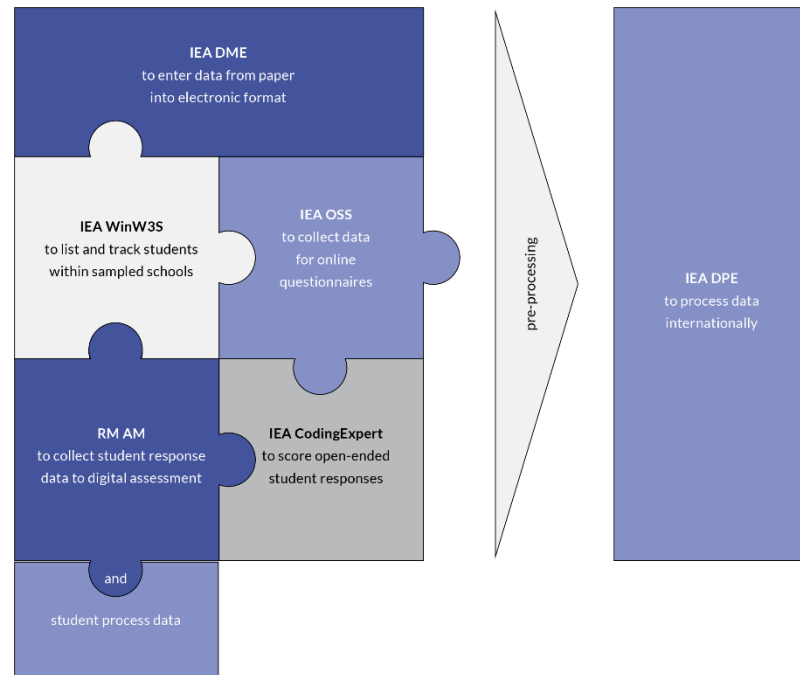 IEA DME
to enter data from paper
into electronic format
IEA WinW3S
to list and track students
within sampled schools
IEA OSS
to collect data
for online
questionnaires
RM AM
to collect student response
data to digital assessment
IEA CodingExpert
to score open-ended
student responses
and
student process data
pre-processing
IEA DPE
to process data
internationally